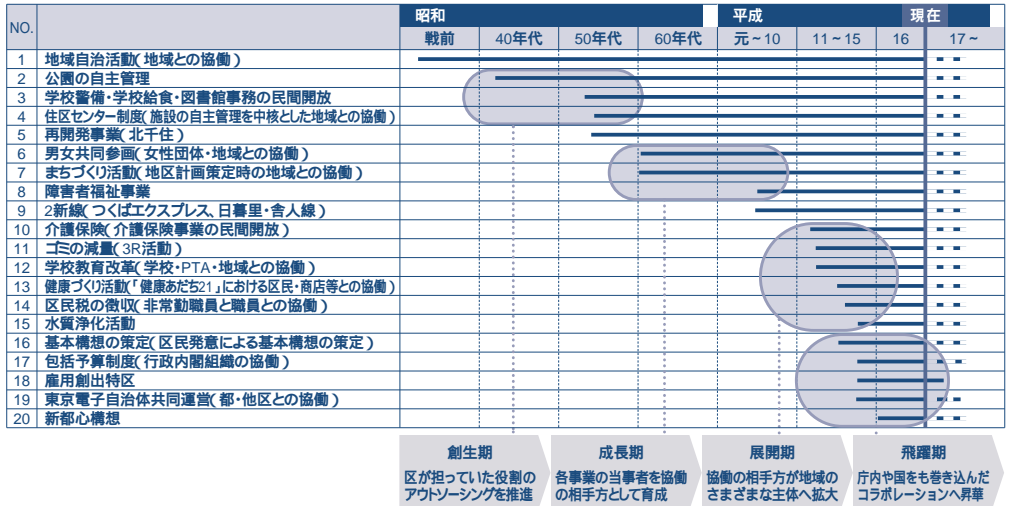 昭和 平成 現在
NO. 戦前 40年代 50年代 60年代 元~10 11~15 16 17~
1 地域自治活動(地域との協働)
2 公園の自主管理
3 学校警備・学校給食・図書館事務の民間開放
4 住区センター制度(施設の自主管理を中核とした地域との協働)
5 再開発事業(北千住)
6 男女共同参画(女性団体・地域との協働)
7 まちづくり活動(地区計画策定時の地域との協働)
8 障害者福祉事業
9 2新線(つくばエクスプレス、日暮里・舎人線)
10 介護保険(介護保険事業の民間開放)
11 ゴミの減量(3R活動)
12 学校教育改革(学校・PTA・地域との協働)
13 健康づくり活動(「健康あだち21」における区民・商店等との協働)
14 区民税の徴収(非常勤職員と職員との協働)
15 水質浄化活動
16 基本構想の策定(区民発意による基本構想の策定)
17 包括予算制度(行政内閣組織の協働)
18 雇用創出特区
19 東京電子自治体共同運営(都・他区との協働)
20 新都心構想
創生期
区が担っていた役割の
アウトソーシングを推進
成長期
各事業の当事者を協働
の相手方として育成
展開期
協働の相手方が地域の
さまざまな主体へ拡大
飛躍期
庁内や国をも巻き込んだ
コラボレーションへ昇華